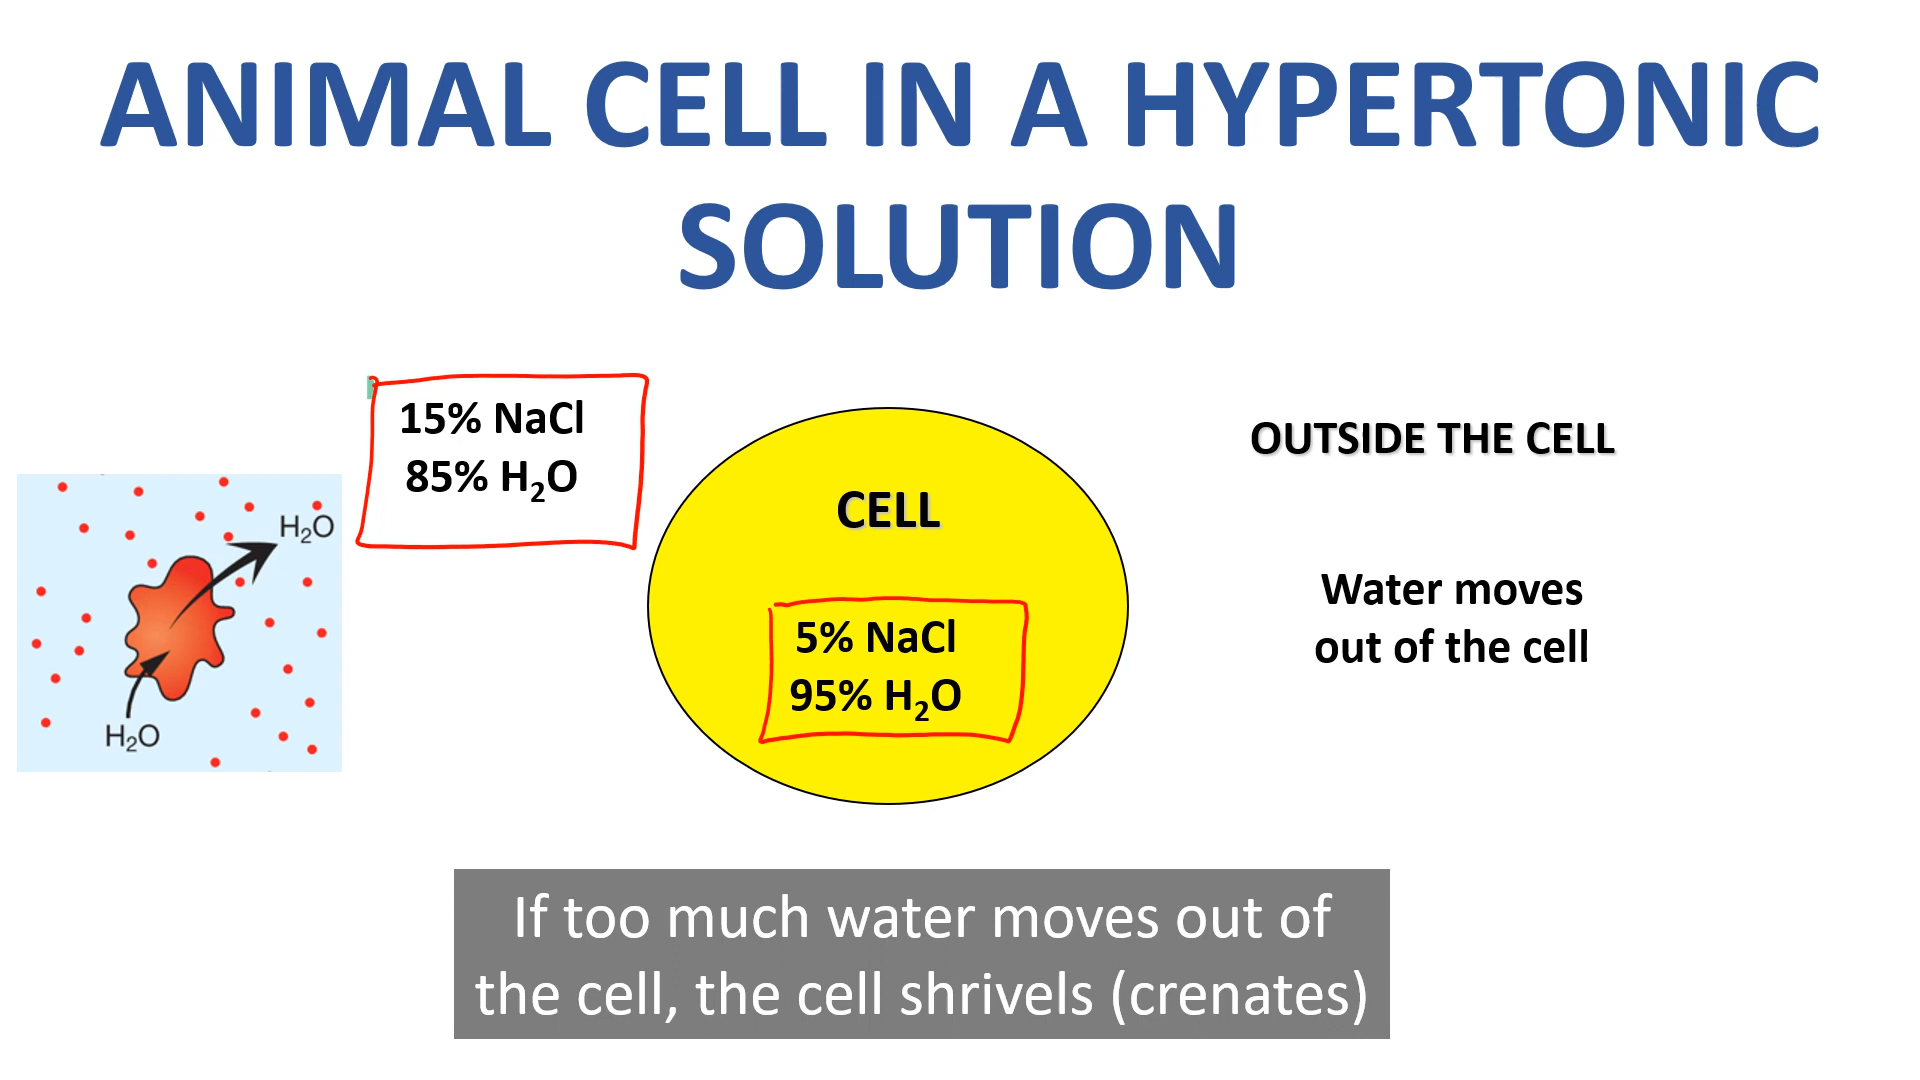 ANIMAL CELL IN A HYPERTONIC
SOLUTION
15% NaCl
85% H₂O
OUTSIDE THE CELL
CELL
H₂O
Water moves
out of the cell
5% NaCl
95% H₂O
H₂O
If too much water moves out of
the cell, the cell shrivels (crenates)